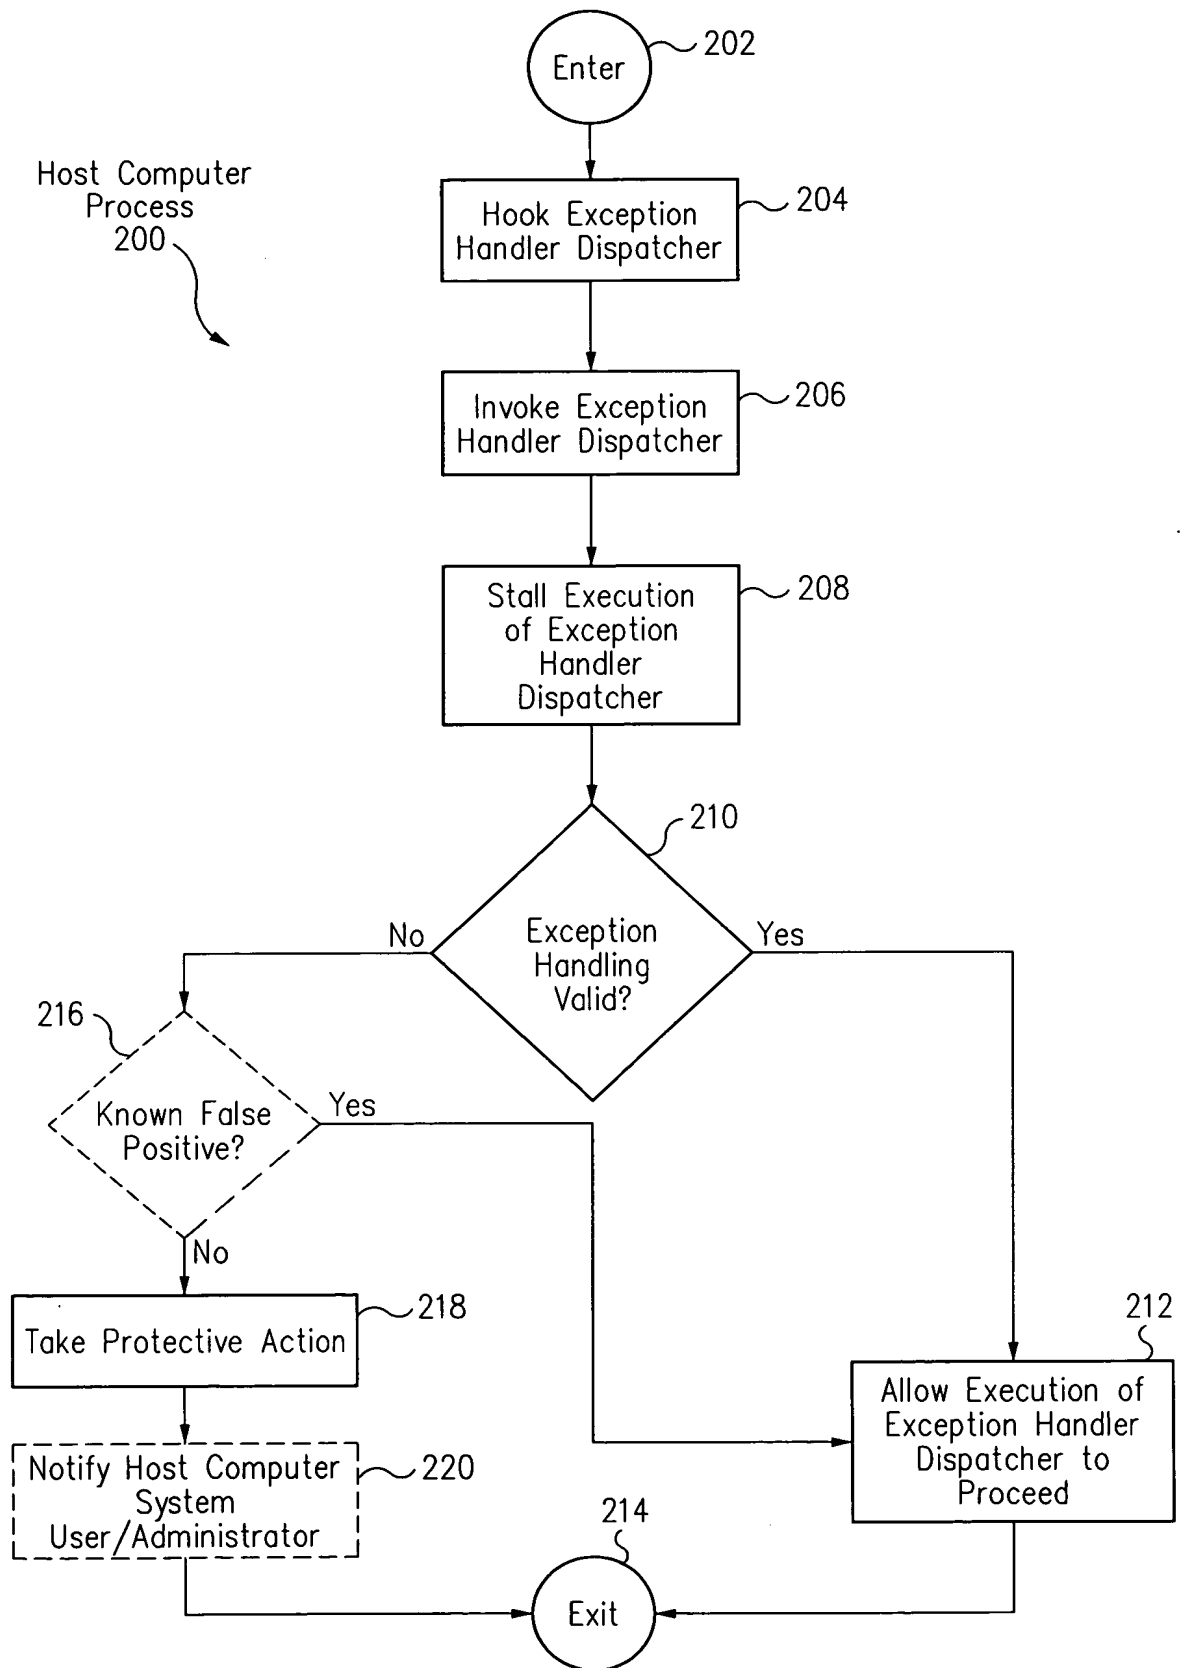 Enter
202
Host Computer
Process
200
Hook Exception
Handler Dispatcher
204
Invoke Exception
Handler Dispatcher
206
Stall Execution
of Exception
Handler
Dispatcher
208
210
Exception
Handling
Valid?
No
Yes
216
Known False
Positive?
Yes
No
Take Protective Action
218
212
Allow Execution of
Exception Handler
Dispatcher to
Proceed
Notify Host Computer
System
User/Administrator
220
214
Exit